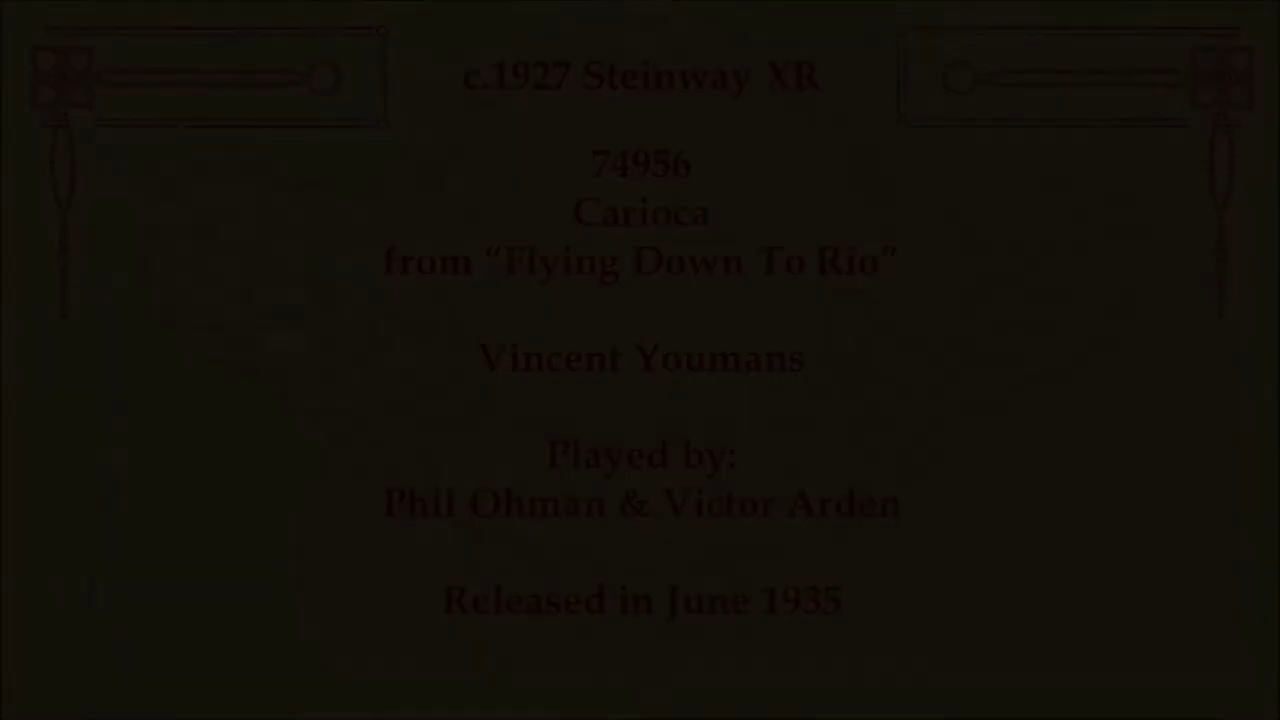 c.1927 Steinway XR
74956
Carioca
from “Flying Down To Rio”
Vincent Youmans
Played by:
Phil Ohman & Victor Arden
Released in June 1935